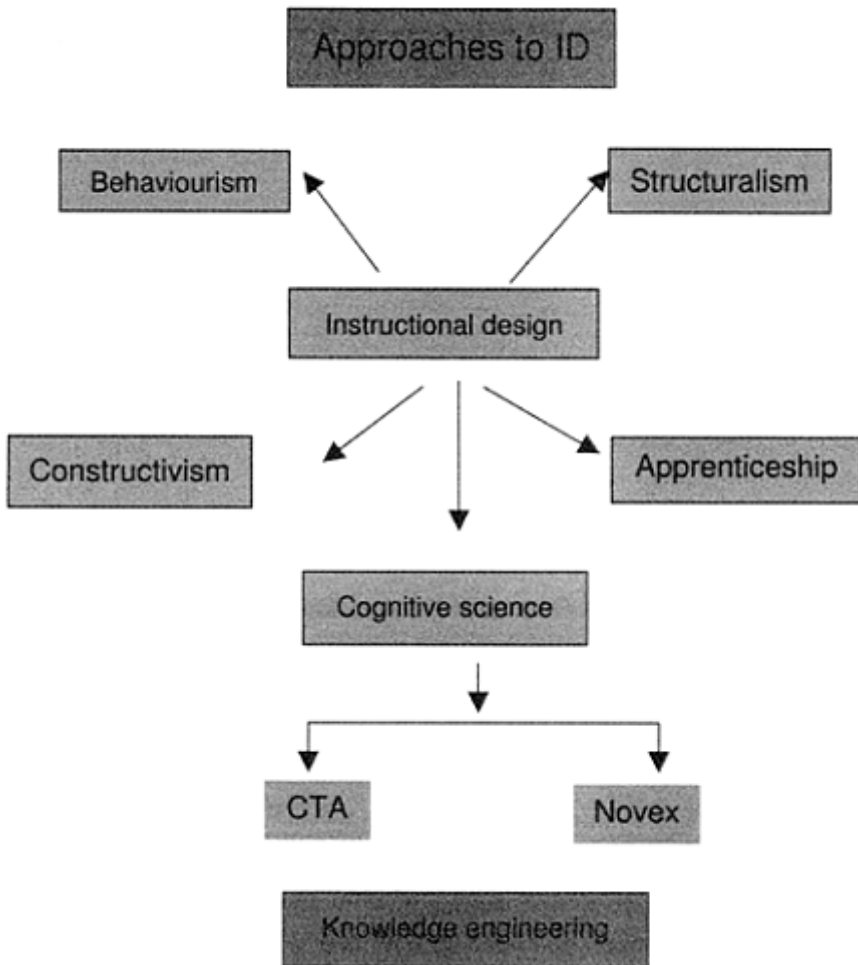 Approaches to ID
Behaviourism
Structuralism
Instructional design
Constructivism
Apprenticeship
Cognitive science
CTA
Novex
Knowledge engineering